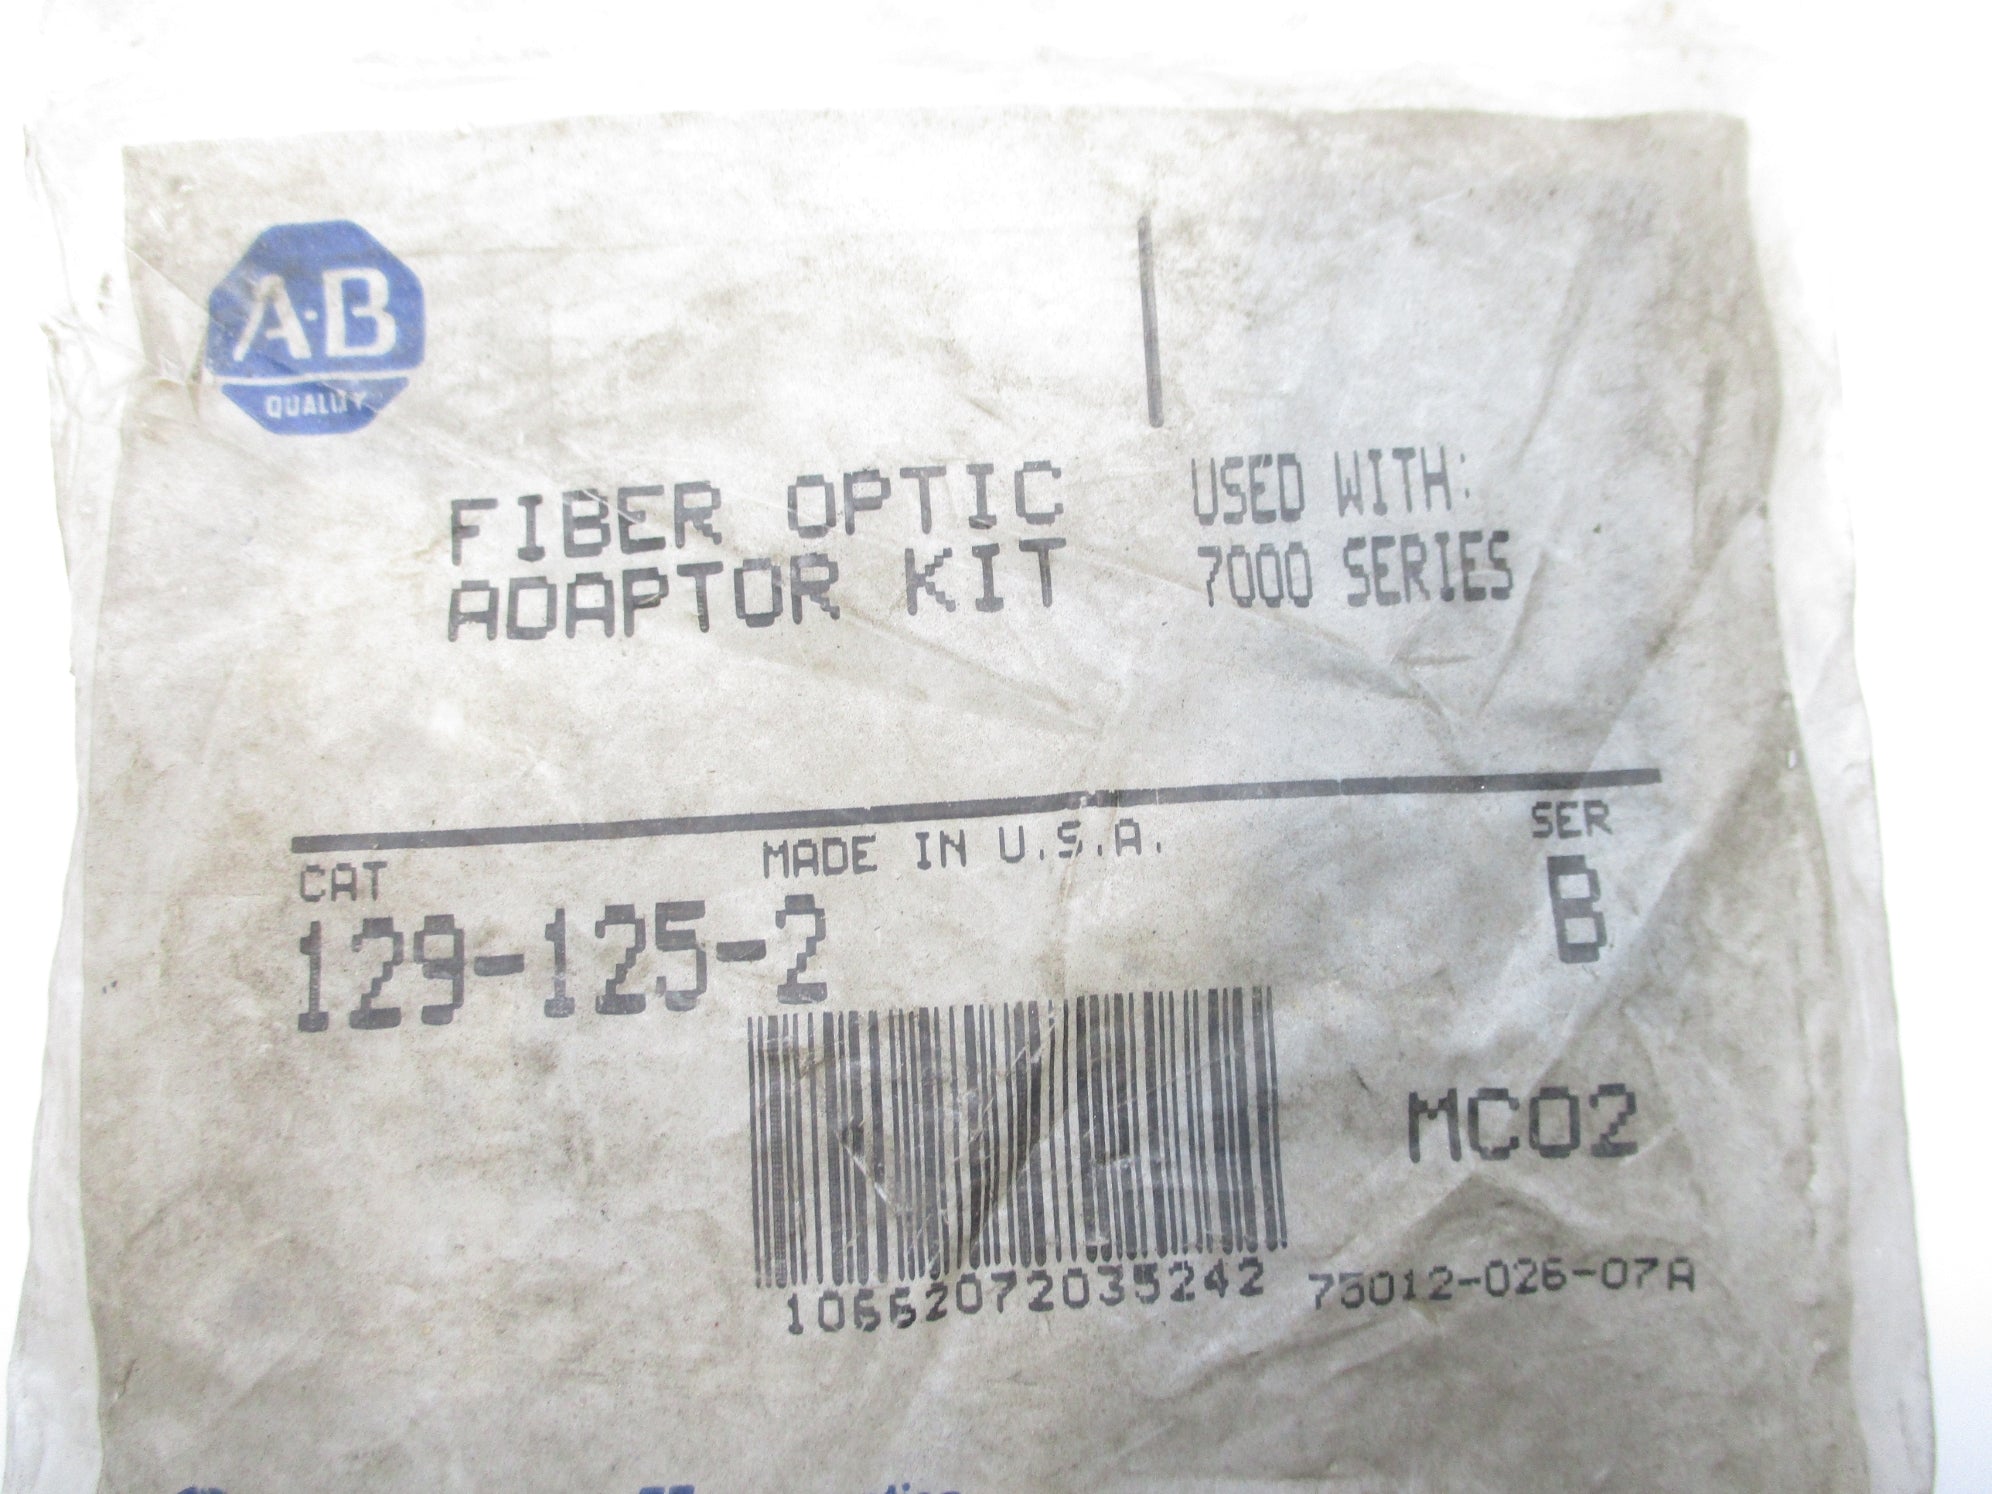 A·B
QUALITY
FIBER OPTIC
ADAPTOR KIT
USED WITH:
7000 SERIES
MADE IN U.S.A.
CAT
129-125-2
SER
B
MC02
10662072035242
75012-026-07A